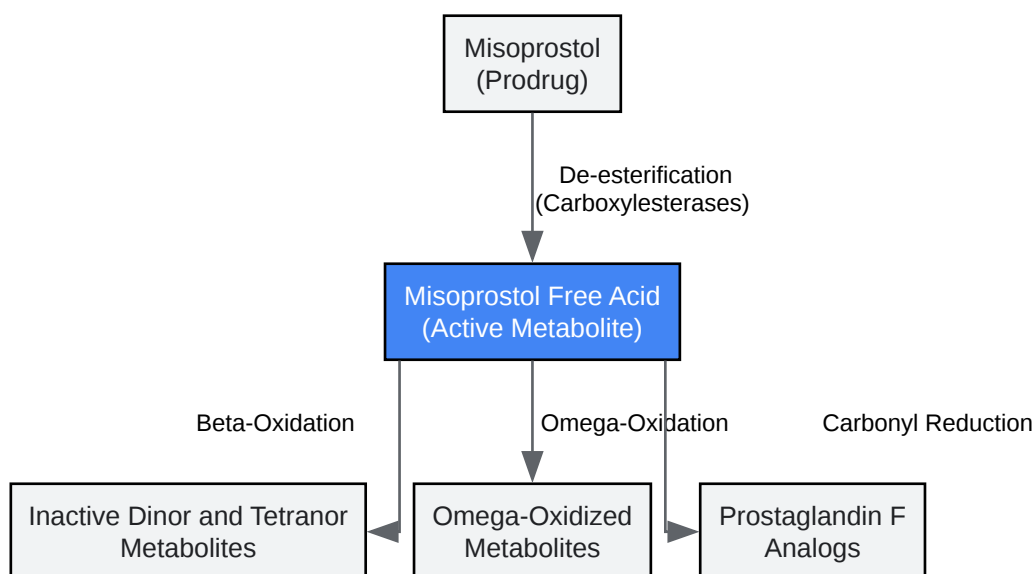 Misoprostol
(Prodrug)
De-esterification
(Carboxylesterases)
Misoprostol Free Acid
(Active Metabolite)
Beta-Oxidation
Omega-Oxidation
Carbonyl Reduction
Inactive Dinor and Tetranor
Metabolites
Omega-Oxidized
Metabolites
Prostaglandin F
Analogs